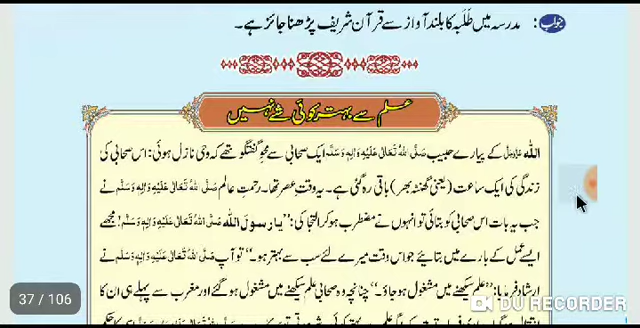 جواب: مدرسہ میں طَلَبہ کا بلند آواز سے قرآن شریف پڑھنا جائز ہے۔
علم سے بہتر کوئی شے نہیں
اللہ عزوجل کے پیارے حبیب صَلَّی اللہُ تَعَالٰی عَلَیْہِ وَاٰلِہٖ وَسَلَّم ایک صحابی سے محوِ گفتگو تھے کہ وحی نازل ہوئی: اس صحابی کی
زندگی کی ایک ساعت (یعنی گھنٹہ بھر) باقی رہ گئی ہے۔ یہ وقتِ عصر تھا۔ رحمتِ عالم صَلَّی اللہُ تَعَالٰی عَلَیْہِ وَاٰلِہٖ وَسَلَّم نے
جب یہ بات اس صحابی کو بتائی تو انہوں نے مضطرب ہو کر التجا کی: ”یا رسول اللہ صَلَّی اللہُ تَعَالٰی عَلَیْہِ وَاٰلِہٖ وَسَلَّم! مجھے
ایسے عمل کے بارے میں بتائیے جو اس وقت میرے لئے سب سے بہتر ہو۔“ تو آپ صَلَّی اللہُ تَعَالٰی عَلَیْہِ وَاٰلِہٖ وَسَلَّم نے
ارشاد فرمایا: ”علم سیکھنے میں مشغول ہو جاؤ۔“ چنانچہ وہ صحابی علم سیکھنے میں مشغول ہو گئے اور مغرب سے پہلے ہی ان کا
37 / 106
DU RECORDER